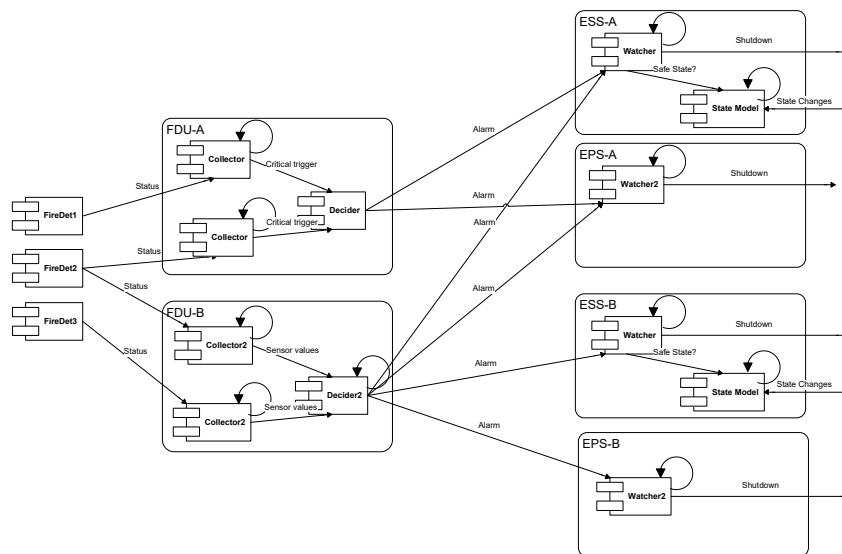 ESS-A
Watcher
Shutdown
Safe State?
State Model
State Changes
FDU-A
Collector
Critical trigger
Alarm
EPS-A
Watcher2
Shutdown
Status
FireDet1
Decider
Alarm
Collector
Critical trigger
Alarm
Status
FireDet2
Status
Alarm
FDU-B
ESS-B
FireDet3
Collector2
Watcher
Shutdown
Status
Sensor values
Safe State?
Alarm
Decider2
State Model
State Changes
Collector2
Sensor values
Alarm
EPS-B
Watcher2
Shutdown